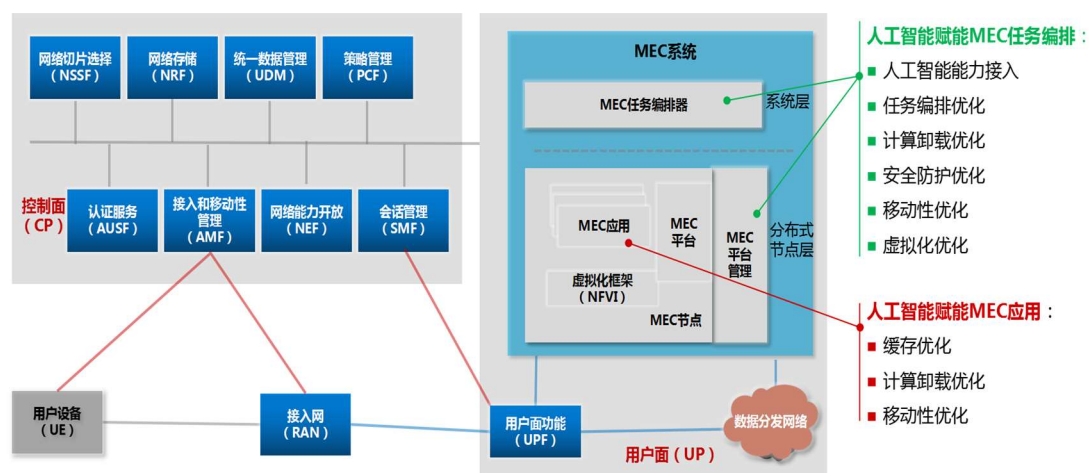 网络切片选择
（NSSF）
网络存储
（NRF）
统一数据管理
（UDM）
策略管理
（PCF）
控制面
（CP）
认证服务
（AUSF）
接入和移动性
管理
（AMF）
网络能力开放
（NEF）
会话管理
（SMF）
MEC系统
MEC任务编排器
系统层
MEC应用
MEC
平台
MEC
平台
管理
分布式
节点层
虚拟化框架
（NFVI）
MEC节点
用户设备
（UE）
接入网
（RAN）
用户面功能
（UPF）
用户面（UP）
数据分发网络
人工智能赋能MEC任务编排：
■ 人工智能能力接入
■ 任务编排优化
■ 计算卸载优化
■ 安全防护优化
■ 移动性优化
■ 虚拟化优化
人工智能赋能MEC应用：
■ 缓存优化
■ 计算卸载优化
■ 移动性优化